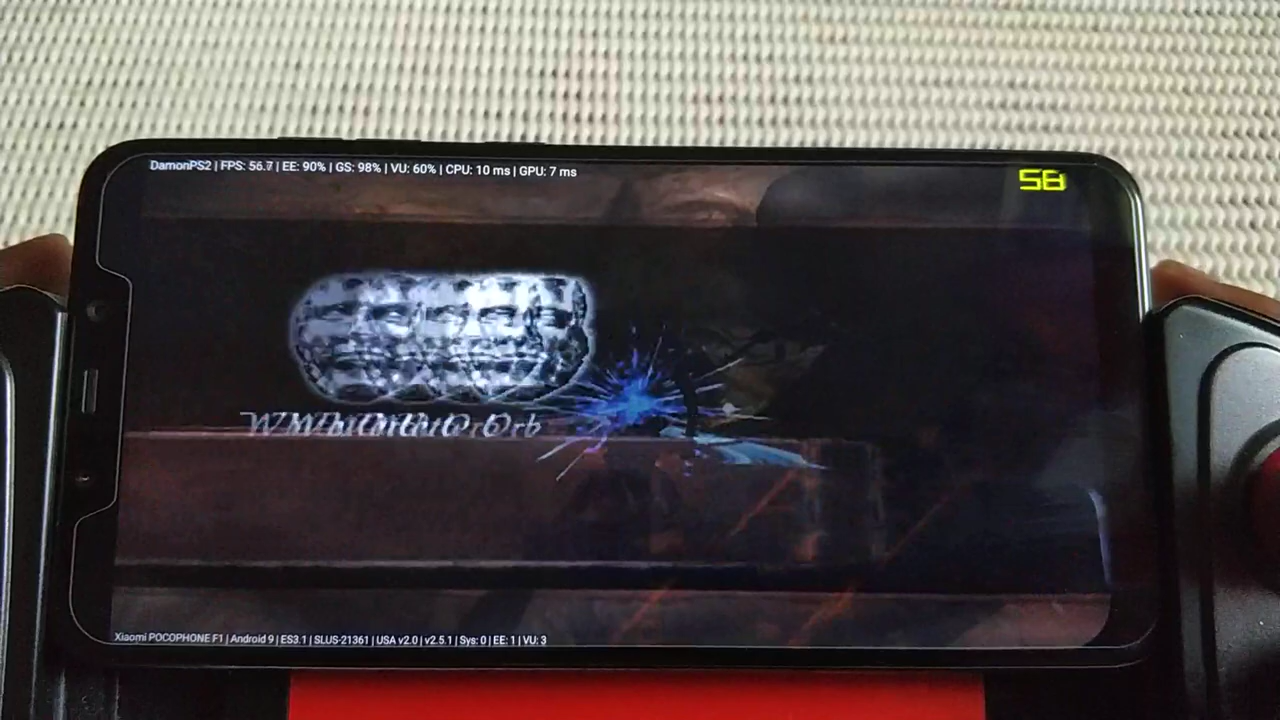 DamonPS2 | FPS: 56.7 | EE: 90% | GS: 98% | VU: 60% | CPU: 10 ms | GPU: 7 ms
58
Xiaomi POCOPHONE F1 | Android 9 | ES3.1 | SLUS-21361 | USA v2.0 | v2.5.1 | Sys: 0 | EE: 1 | VU: 3